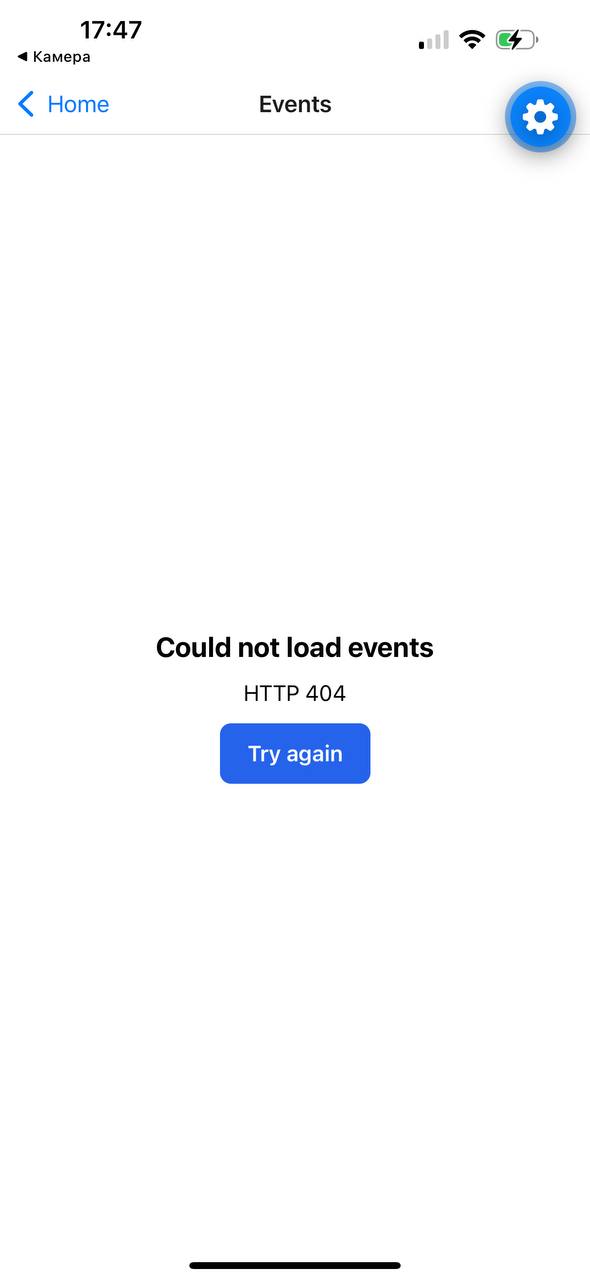 17:47
◀ Камера
Home
Events
Could not load events
HTTP 404
Try again